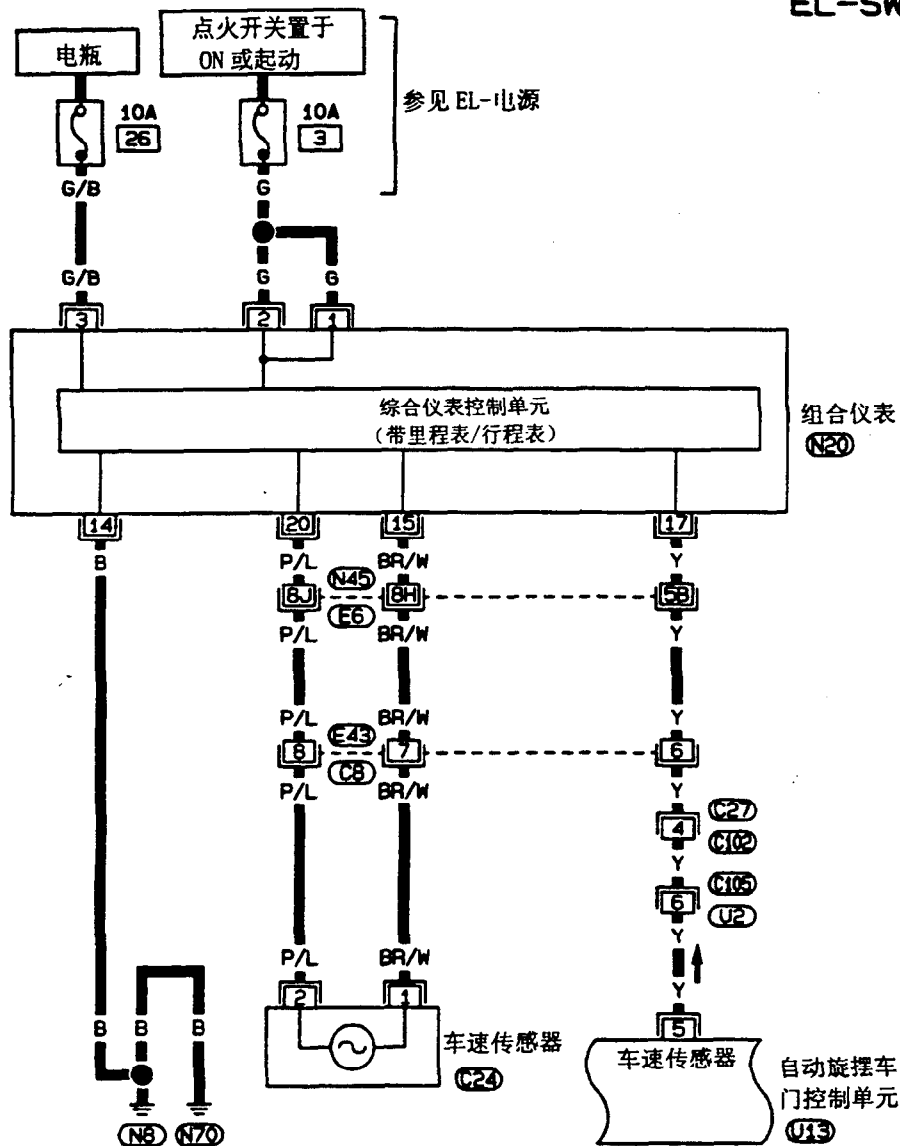 EL-SW
电瓶
点火开关置于
ON或起动
参见EL-电源
10A
26
10A
3
G/B
G
G/B
G
G
3
2
1
综合仪表控制单元
(带里程表/行程表)
组合仪表
N20
14
20
15
17
B
P/L
BR/W
Y
8J
N45
8H
5B
E6
P/L
BR/W
Y
P/L
BR/W
Y
8
E43
7
6
C8
P/L
BR/W
Y
C27
4
C102
Y
C105
6
U2
Y
P/L
BR/W
Y
2
1
5
B
B
B
车速传感器
C24
车速传感器
自动旋摆车
门控制单元
U13
N6
N70